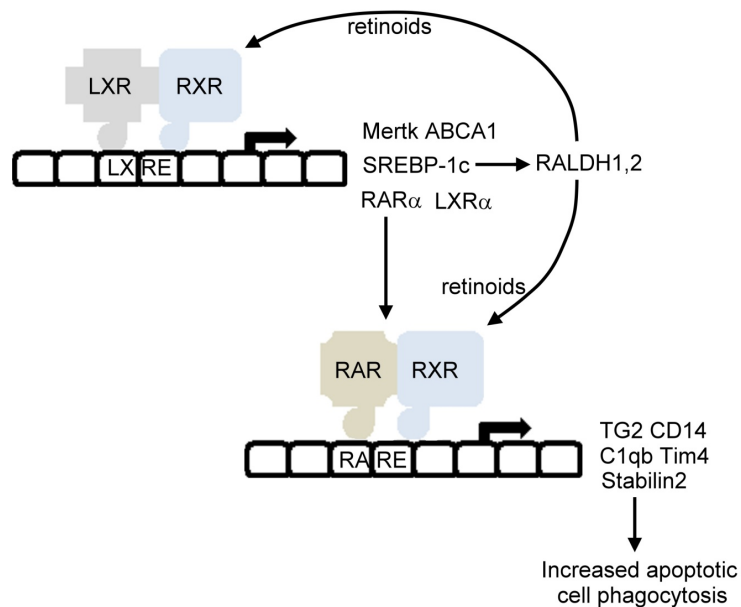 retinoids
LXR RXR
Mertk ABCA1
LX RE
SREBP-1c RALDH1,2
RARα LXRα
retinoids
RAR RXR
RA RE
TG2 CD14
C1qb Tim4
Stabilin2
Increased apoptotic
cell phagocytosis